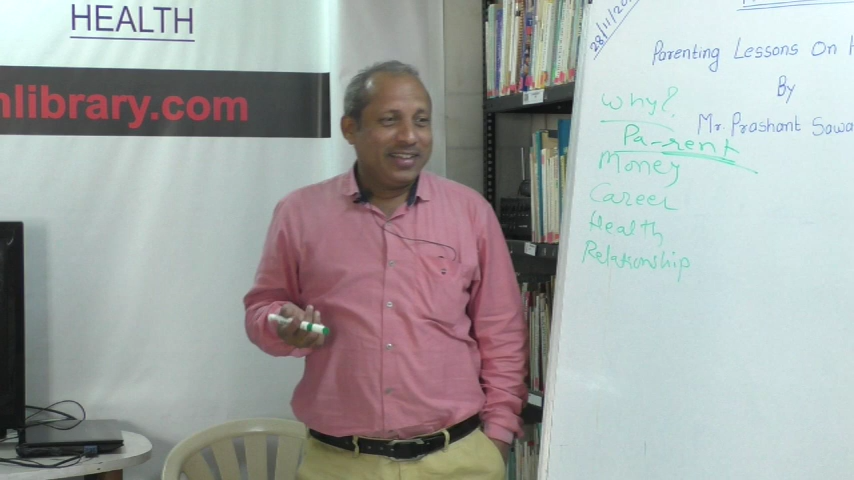 HEALTH
hlibrary.com
28/11/20
Parenting Lessons On
By
Mr. Prashant Sawa
Why?
Pa-rent
Money
Career
Health
Relationship